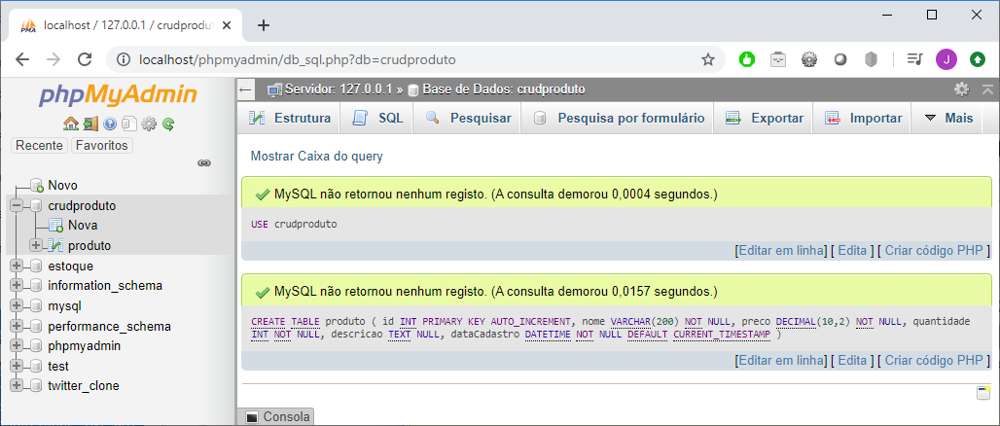 localhost / 127.0.0.1 / crudprodut
localhost/phpmyadmin/db_sql.php?db=crudproduto
J
phpMyAdmin
Recente Favoritos
Novo
crudproduto
Nova
produto
estoque
information_schema
mysql
performance_schema
phpmyadmin
test
twitter_clone
Servidor: 127.0.0.1 » Base de Dados: crudproduto
Estrutura SQL Pesquisar Pesquisa por formulário Exportar Importar Mais
Mostrar Caixa do query
MySQL não retornou nenhum registo. (A consulta demorou 0,0004 segundos.)
USE crudproduto
[Editar em linha] [ Edita ] [ Criar código PHP ]
MySQL não retornou nenhum registo. (A consulta demorou 0,0157 segundos.)
CREATE TABLE produto ( id INT PRIMARY KEY AUTO_INCREMENT, nome VARCHAR(200) NOT NULL, preco DECIMAL(10,2) NOT NULL, quantidade
INT NOT NULL, descricao TEXT NULL, dataCadastro DATETIME NOT NULL DEFAULT CURRENT_TIMESTAMP )
[Editar em linha] [ Edita ] [ Criar código PHP ]
Consola